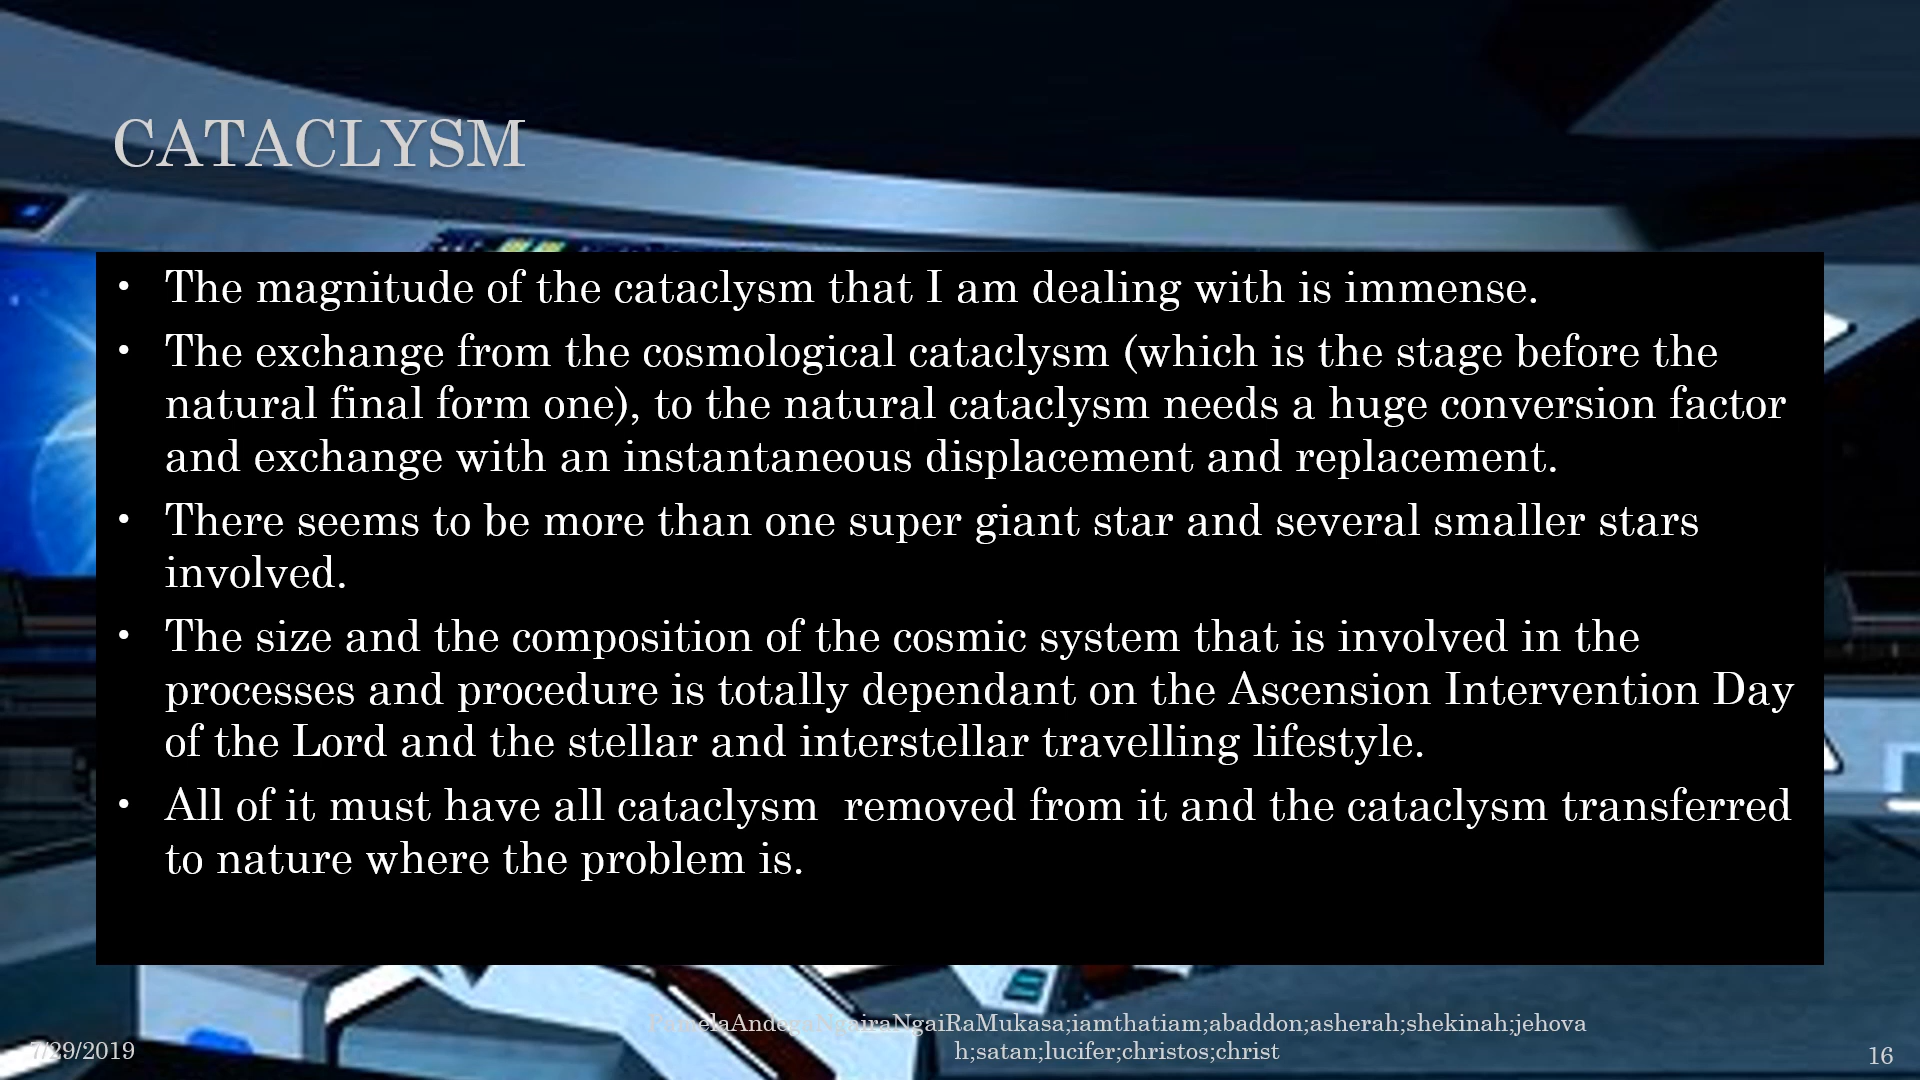 CATACLYSM
• The magnitude of the cataclysm that I am dealing with is immense.
• The exchange from the cosmological cataclysm (which is the stage before the
natural final form one), to the natural cataclysm needs a huge conversion factor
and exchange with an instantaneous displacement and replacement.
• There seems to be more than one super giant star and several smaller stars
involved.
• The size and the composition of the cosmic system that is involved in the
processes and procedure is totally dependant on the Ascension Intervention Day
of the Lord and the stellar and interstellar travelling lifestyle.
• All of it must have all cataclysm  removed from it and the cataclysm transferred
to nature where the problem is.
7/29/2019
NgaiRaMukasa;iamthatiam;abaddon;asherah;shekinah;jehova
h;satan;lucifer;christos;christ
16